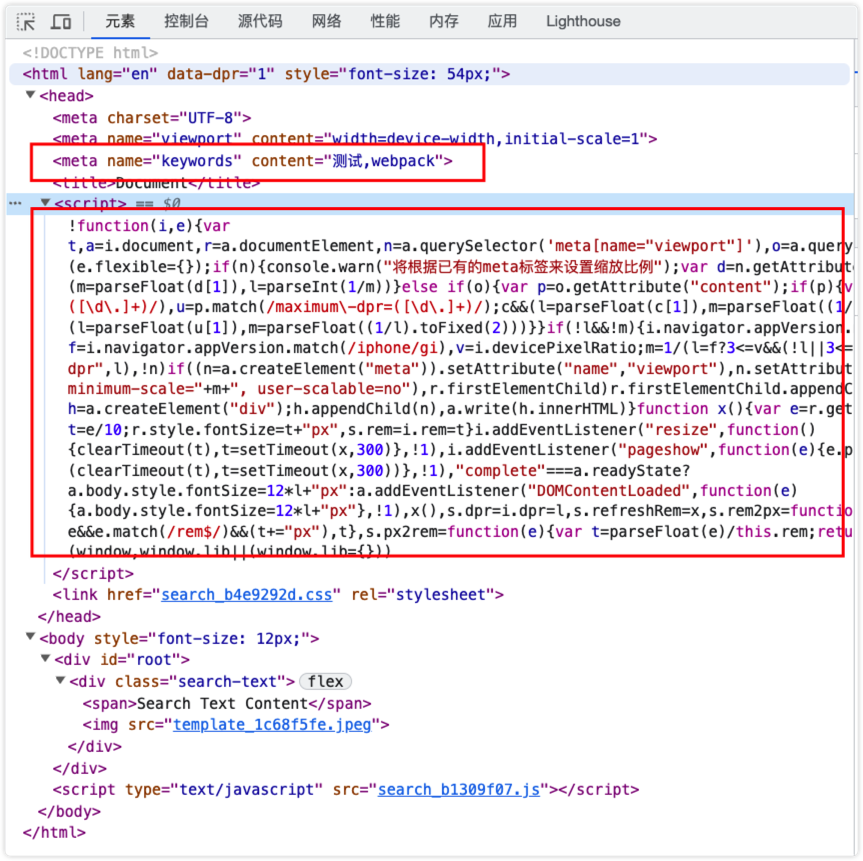 元素 控制台 源代码 网络 性能 内存 应用 Lighthouse
<!DOCTYPE html>
<html lang="en" data-dpr="1" style="font-size: 54px;">
<head>
<meta charset="UTF-8">
<meta name="viewport" content="width=device-width,initial-scale=1">
<meta name="keywords" content="测试,webpack">
<title>Document</title>
··· <script> == $0
!function(i,e){var
t,a=i.document,r=a.documentElement,n=a.querySelector('meta[name="viewport"]'),o=a.query
(e.flexible={});if(n){console.warn("将根据已有的meta标签来设置缩放比例");var d=n.getAttribut
(m=parseFloat(d[1]),l=parseInt(1/m))}else if(o){var p=o.getAttribute("content");if(p){v
([\d\.]+)/),u=p.match(/maximum\-dpr=([\d\.]+)/);c&&(l=parseFloat(c[1]),m=parseFloat((1/
(l=parseFloat(u[1]),m=parseFloat((1/l).toFixed(2)))}}if(!l&&!m){i.navigator.appVersion.
f=i.navigator.appVersion.match(/iphone/gi),v=i.devicePixelRatio;m=1/(l=f?3<=v&&(!l||3<=
dpr",l),!n)if((n=a.createElement("meta")).setAttribute("name","viewport"),n.setAttribut
minimum-scale="+m+", user-scalable=no"),r.firstElementChild)r.firstElementChild.appendC
h=a.createElement("div");h.appendChild(n),a.write(h.innerHTML)}function x(){var e=r.get
t=e/10;r.style.fontSize=t+"px",s.rem=i.rem=t}i.addEventListener("resize",function()
{clearTimeout(t),t=setTimeout(x,300)},!1),i.addEventListener("pageshow",function(e){e.p
(clearTimeout(t),t=setTimeout(x,300))},!1),"complete"===a.readyState?
a.body.style.fontSize=12*l+"px":a.addEventListener("DOMContentLoaded",function(e)
{a.body.style.fontSize=12*l+"px"},!1),x(),s.dpr=i.dpr=l,s.refreshRem=x,s.rem2px=functio
e&&e.match(/rem$/)&&(t+="px"),t},s.px2rem=function(e){var t=parseFloat(e)/this.rem;retu
(window,window.lib||(window.lib={}))
</script>
<link href="search_b4e9292d.css" rel="stylesheet">
</head>
<body style="font-size: 12px;">
<div id="root">
<div class="search-text"> flex
<span>Search Text Content</span>
<img src="template_1c68f5fe.jpeg">
</div>
</div>
<script type="text/javascript" src="search_b1309f07.js"></script>
</body>
</html>